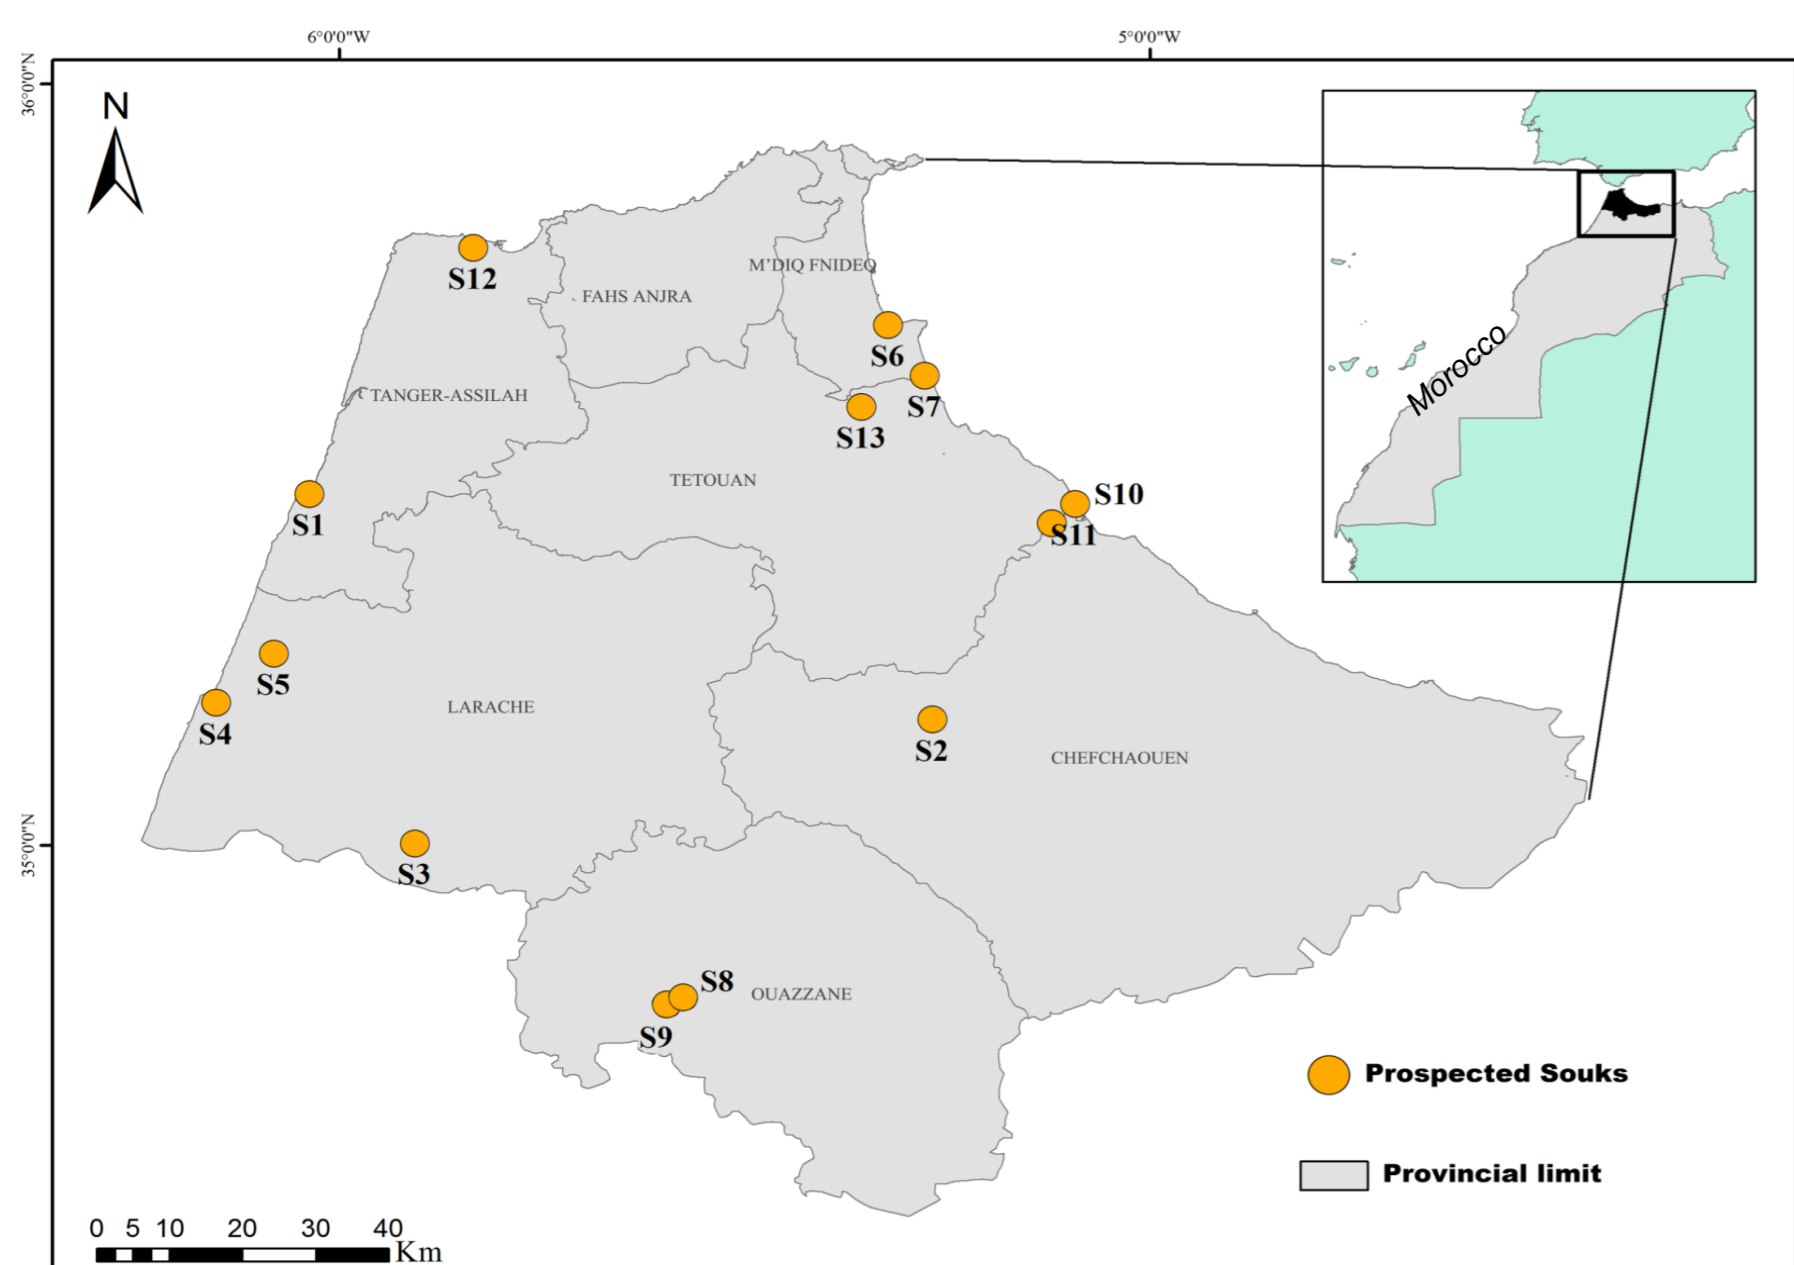 6°0'0"W
5°0'0"W
36°0'0"N
N
S12
M'DIQ FNIDEQ
FAHS ANJRA
S6
TANGER-ASSILAH
S7
S13
Morocco
TETOUAN
S10
S1
S11
S5
LARACHE
S4
S2
CHEFCHAOUEN
35°0'0"N
S3
S8
OUAZZANE
S9
Prospected Souks
Provincial limit
0 5 10 20 30 40
Km